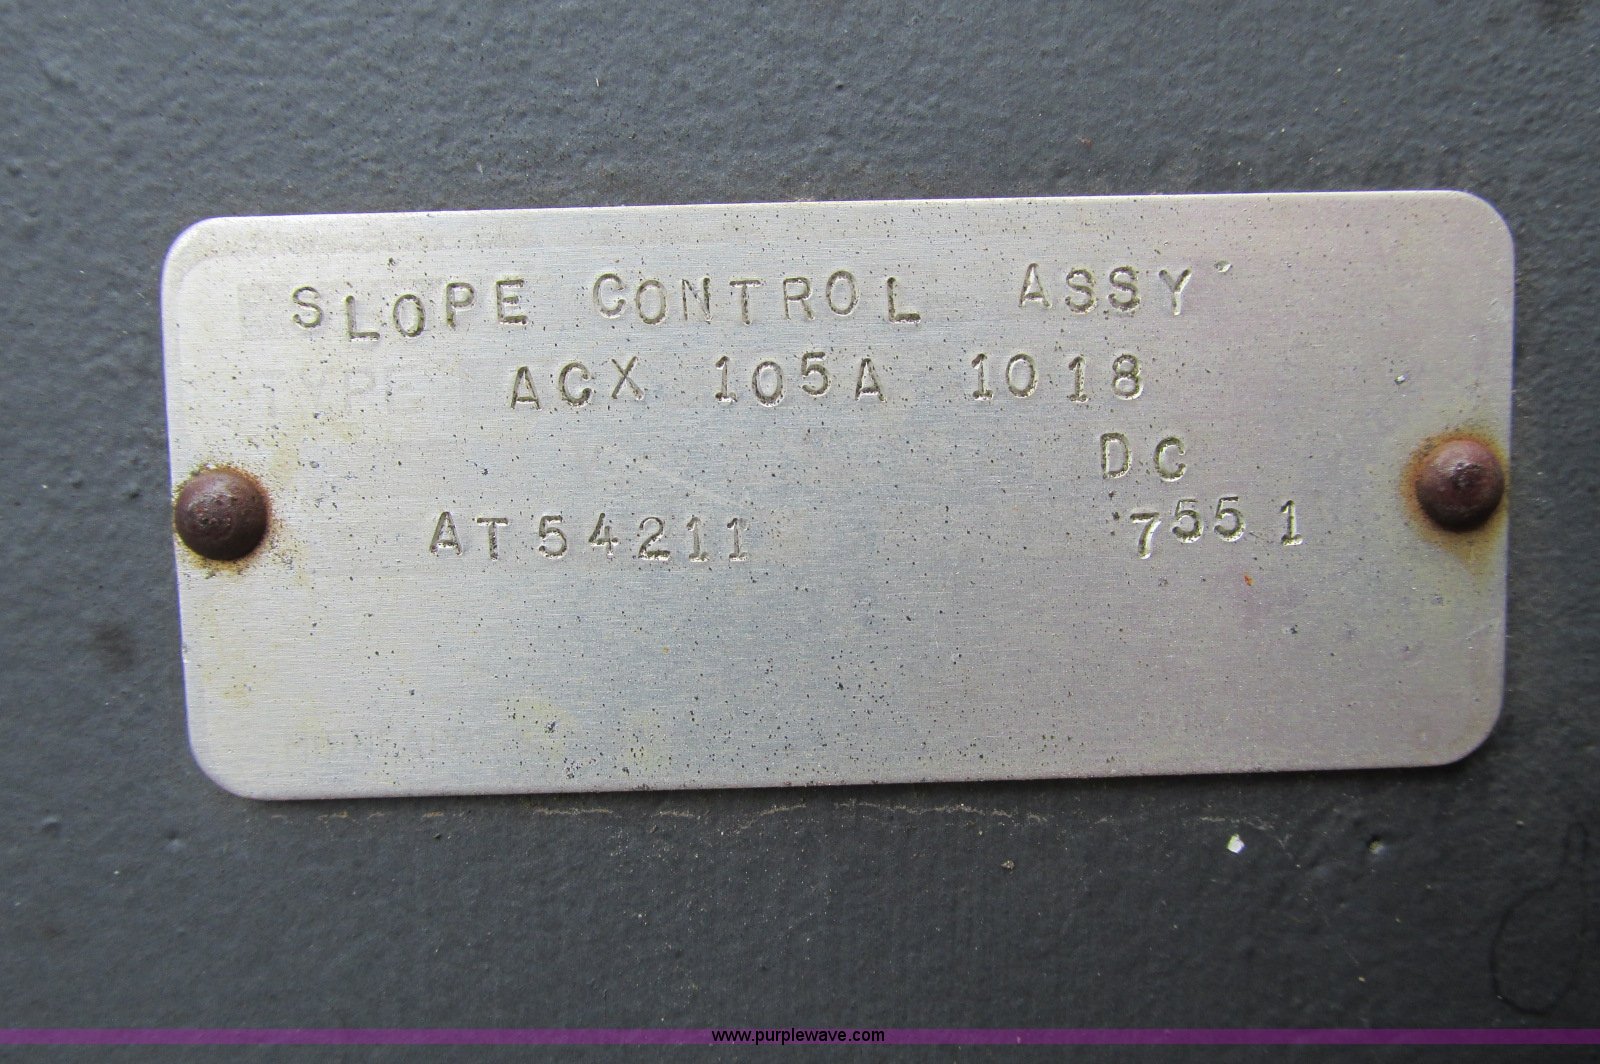 SLOPE CONTROL ASSY.
ACX 105A 1018
DC
AT54211 7551
www.purplewave.com